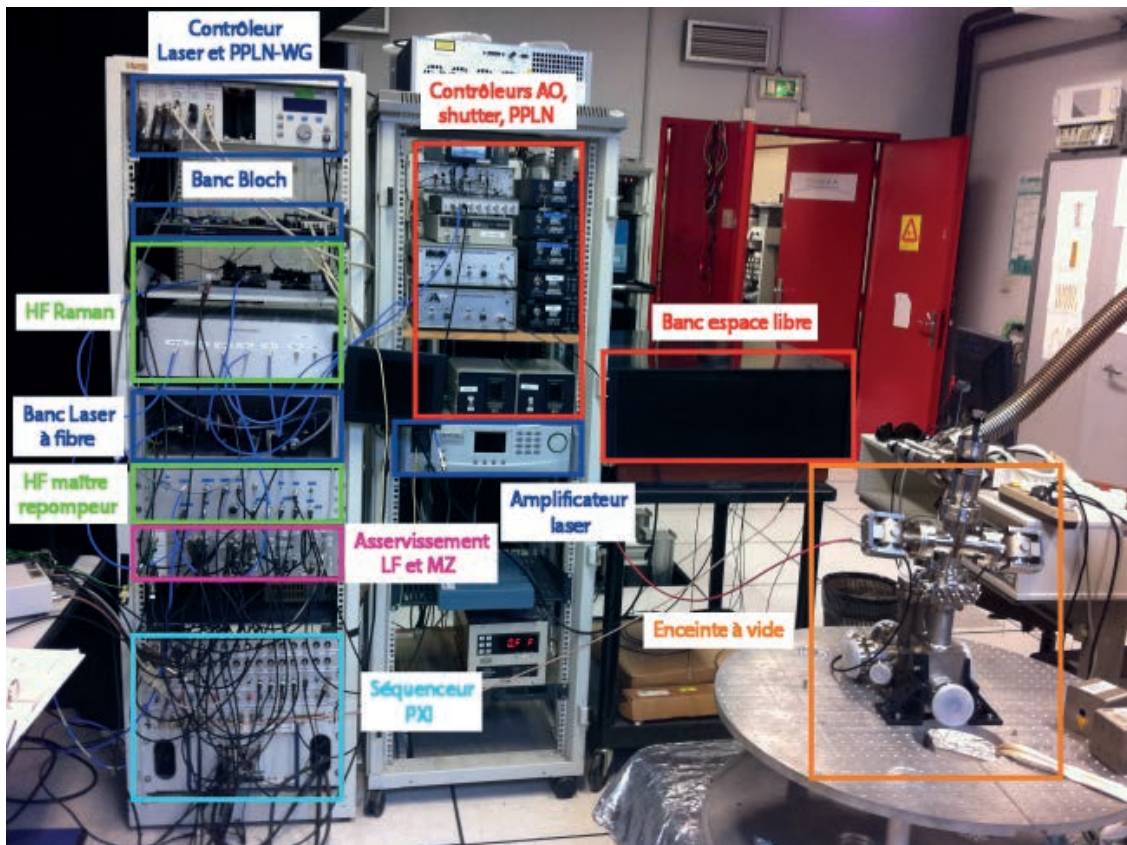 Contrôleur
Laser et PPLN-WG
Contrôleurs AO,
shutter, PPLN
Banc Bloch
HF Raman
Banc espace libre
Banc Laser
à fibre
HF maître
repompeur
Amplificateur
laser
Asservissement
LF et MZ
Enceinte à vide
Séquenceur
PXI